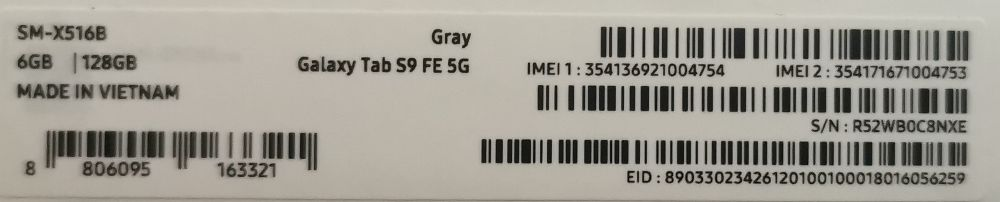 SM-X516B
6GB | 128GB
MADE IN VIETNAM
Gray
Galaxy Tab S9 FE 5G
IMEI 1 : 354136921004754
IMEI 2 : 354171671004753
S/N : R52WB0C8NXE
EID : 89033023426120100100018016056259
8 806095 163321